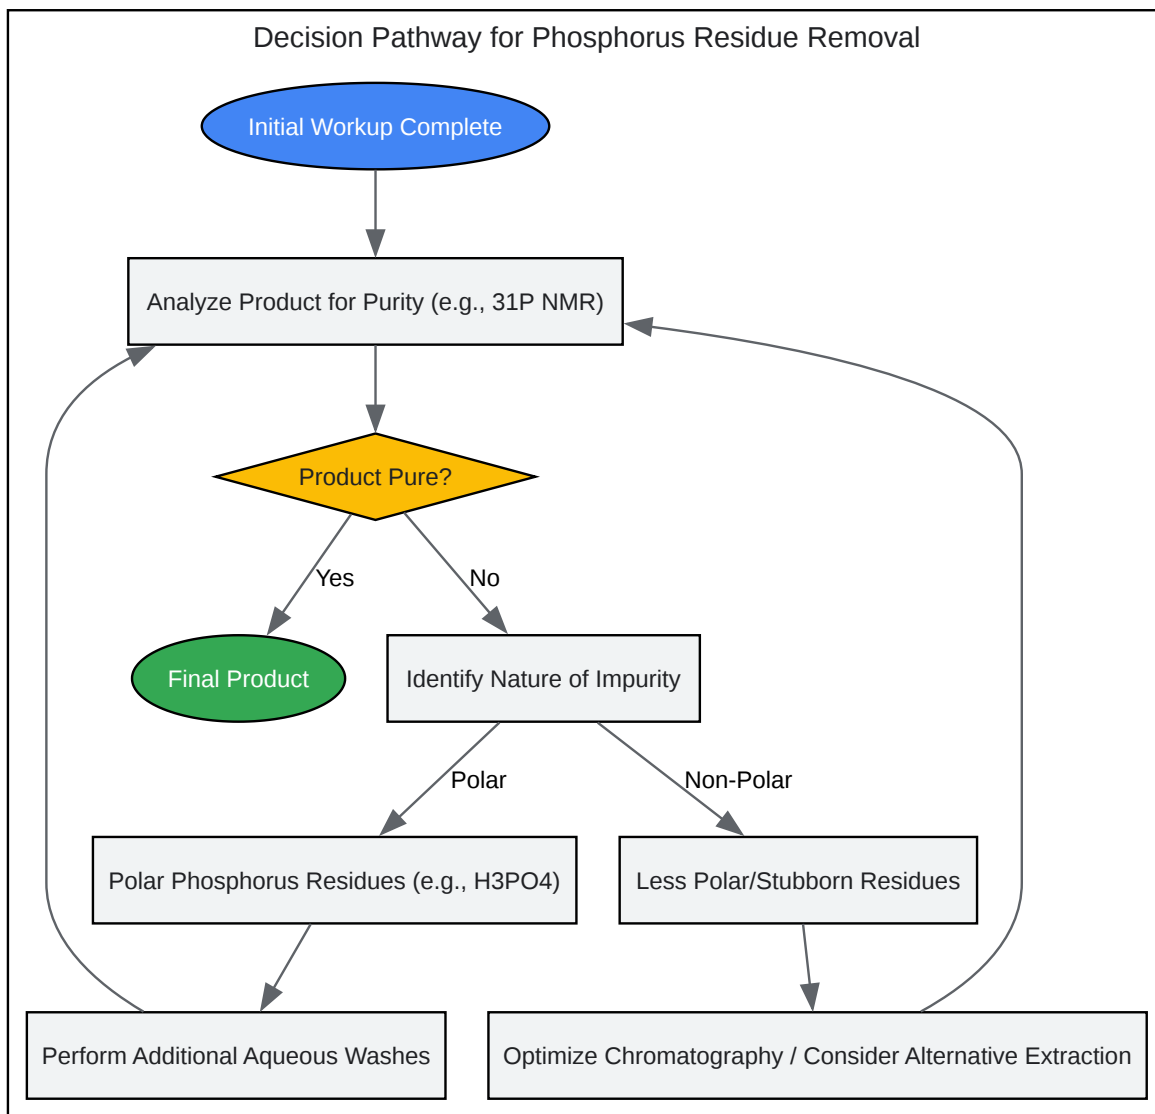 Decision Pathway for Phosphorus Residue Removal
Initial Workup Complete
Analyze Product for Purity (e.g., 31P NMR)
Product Pure?
Yes
No
Final Product
Identify Nature of Impurity
Polar
Non-Polar
Polar Phosphorus Residues (e.g., H3PO4)
Less Polar/Stubborn Residues
Perform Additional Aqueous Washes
Optimize Chromatography / Consider Alternative Extraction